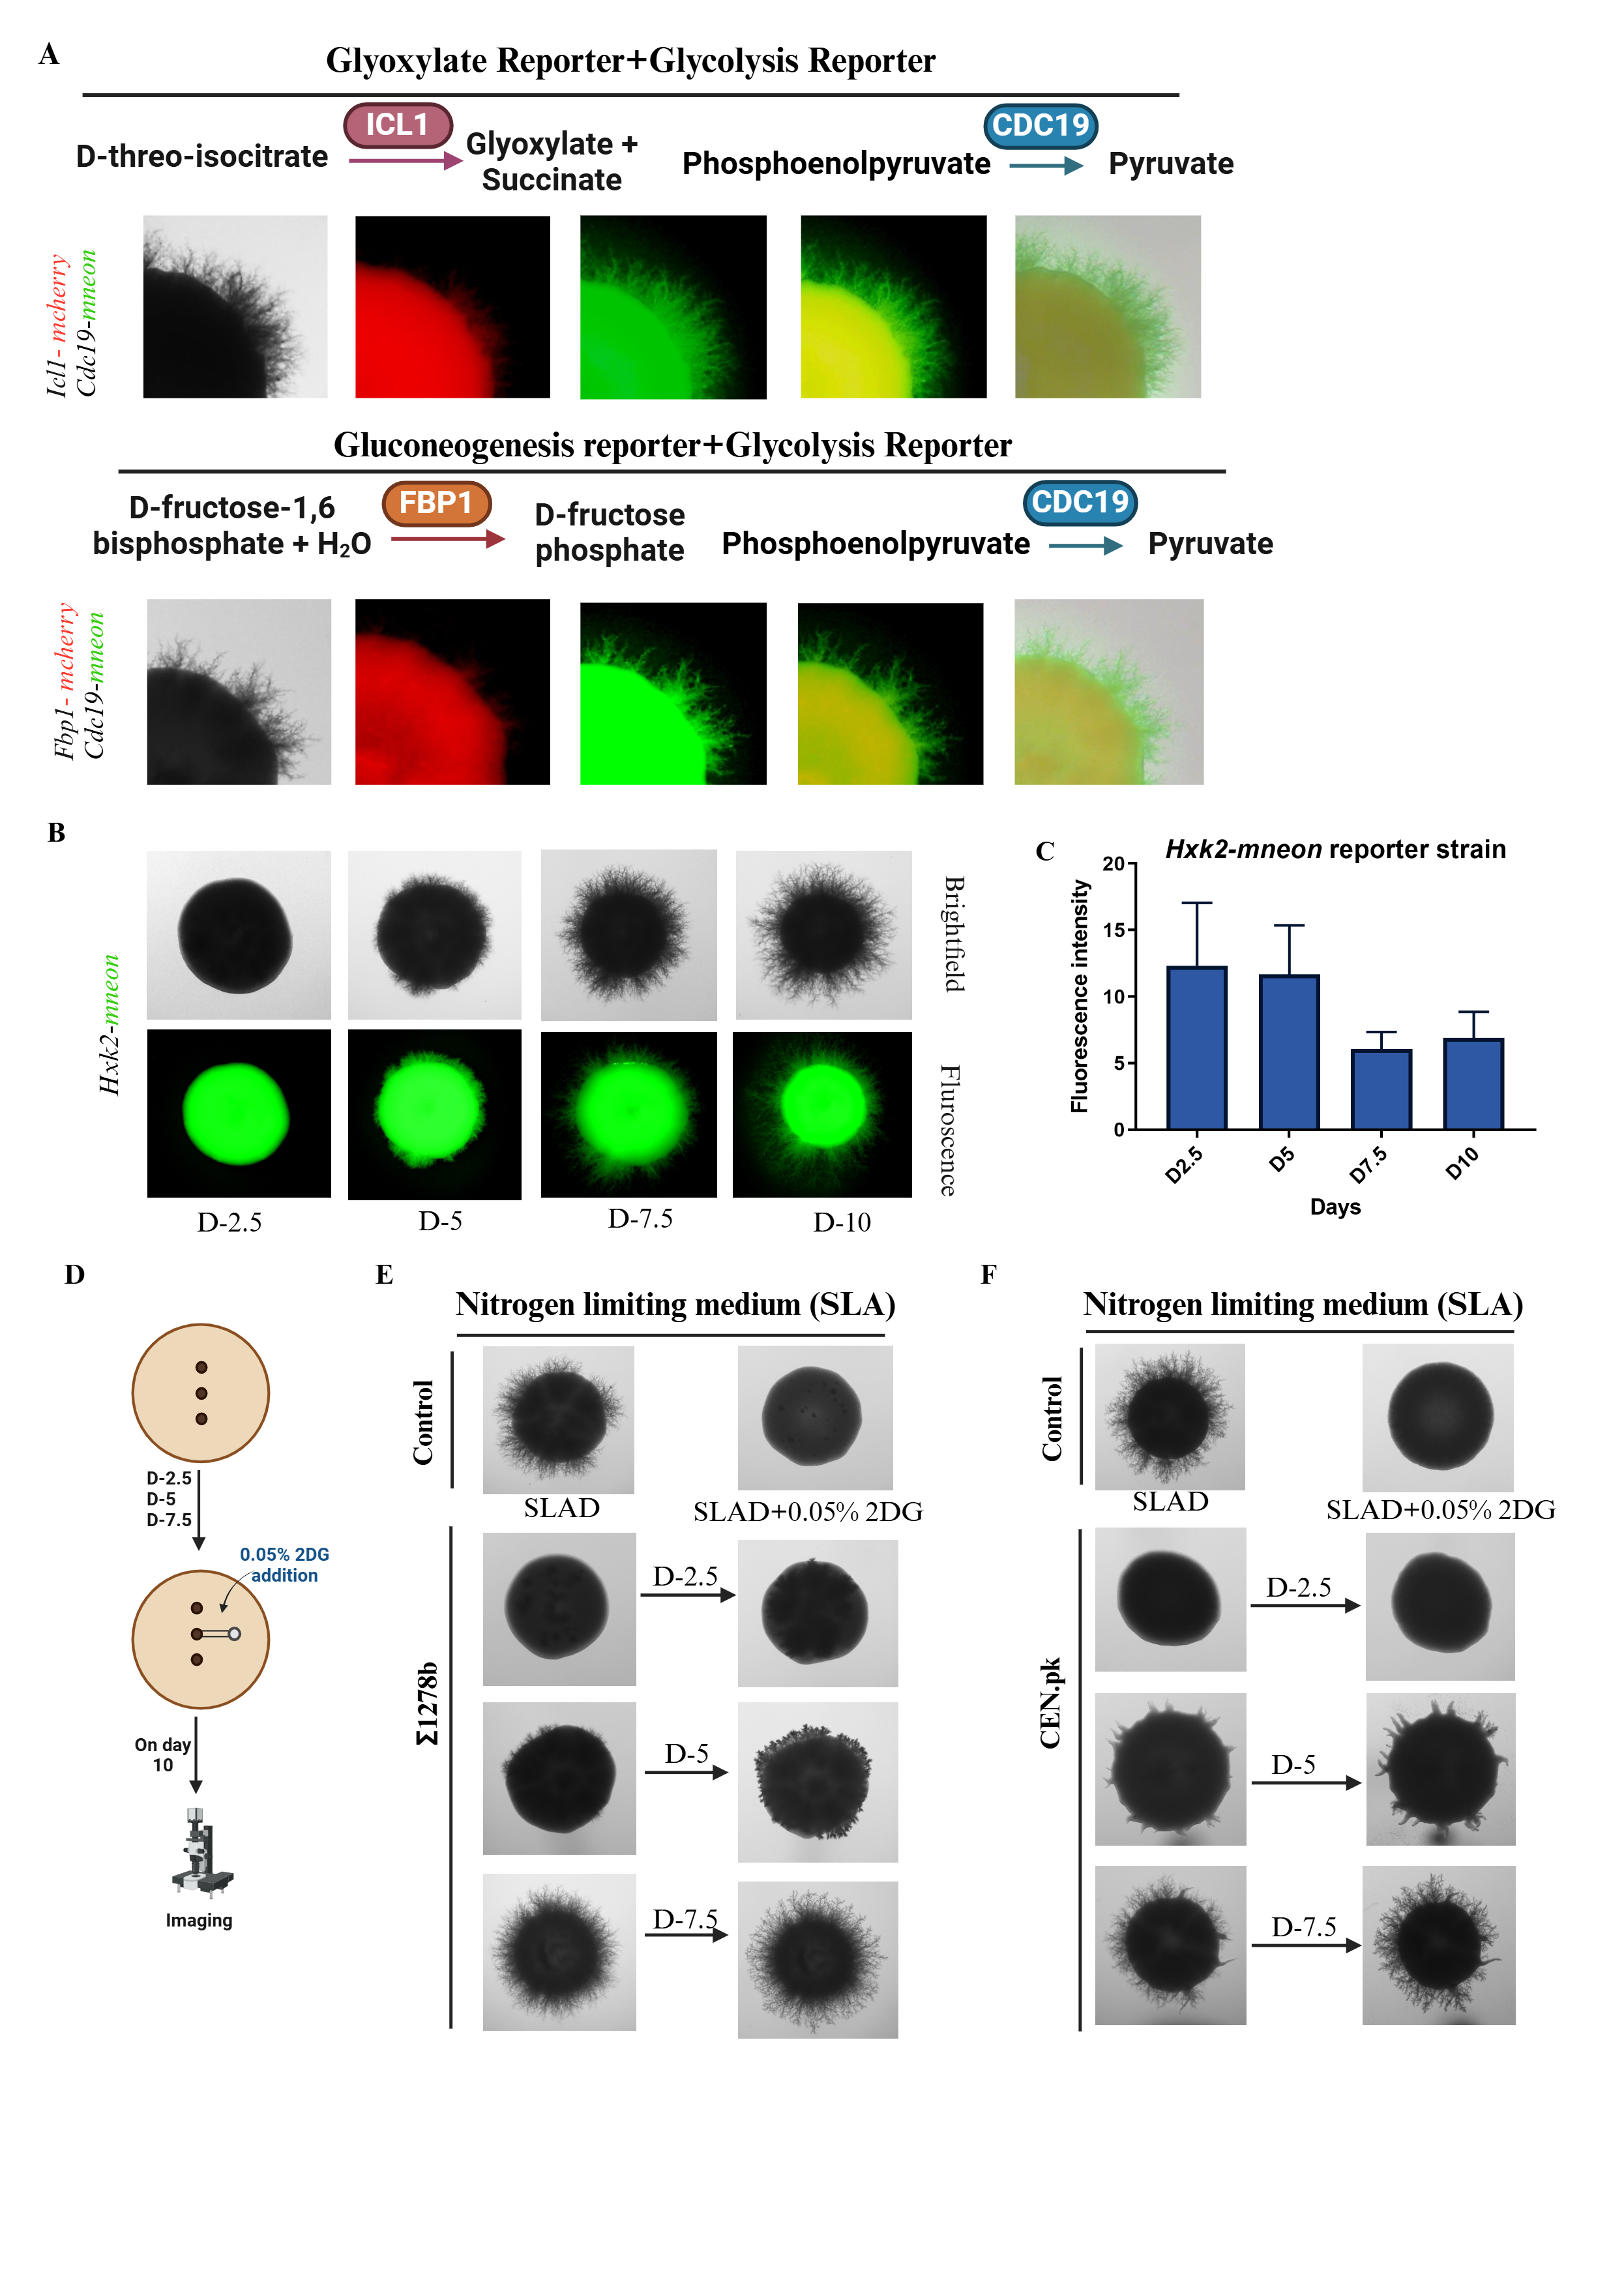 A
Glyoxylate Reporter+Glycolysis Reporter
ICL1
CDC19
D-threo-isocitrate
Glyoxylate +
Succinate
Phosphoenolpyruvate
Pyruvate
Icl1- mcherry
Cdc19-mneon
Gluconeogenesis reporter+Glycolysis Reporter
FBP1
CDC19
D-fructose-1,6
bisphosphate + H₂O
D-fructose
phosphate
Phosphoenolpyruvate
Pyruvate
Fbp1- mcherry
Cdc19-mneon
B
Hxk2-mneon
Brightfield
Fluroscence
D-2.5
D-5
D-7.5
D-10
C
Hxk2-mneon reporter strain
Fluorescence intensity
20
15
10
5
0
D2.5
D5
D7.5
D10
Days
D
D-2.5
D-5
D-7.5
0.05% 2DG
addition
On day
10
Imaging
E
Nitrogen limiting medium (SLA)
Control
SLAD
SLAD+0.05% 2DG
Σ1278b
D-2.5
D-5
D-7.5
F
Nitrogen limiting medium (SLA)
Control
SLAD
SLAD+0.05% 2DG
CEN.pk
D-2.5
D-5
D-7.5